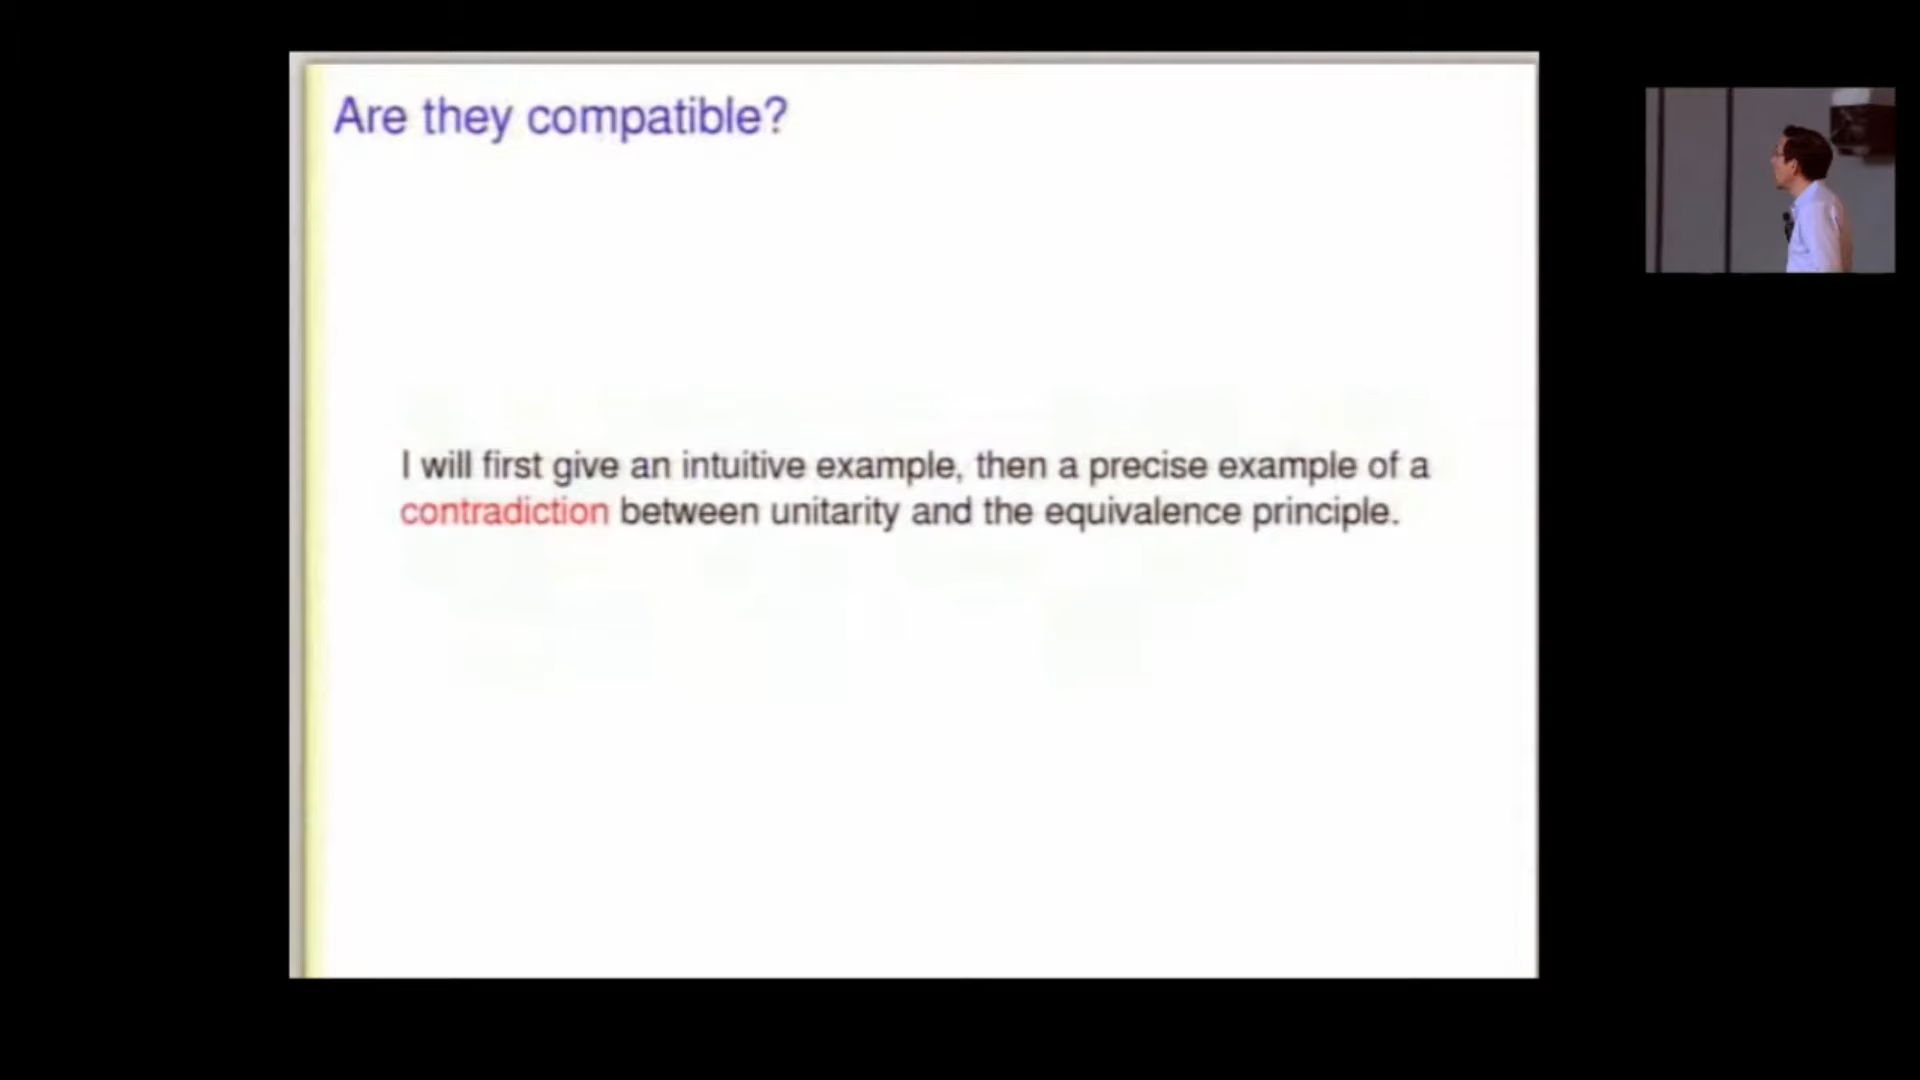 Are they compatible?
I will first give an intuitive example, then a precise example of a
contradiction between unitarity and the equivalence principle.